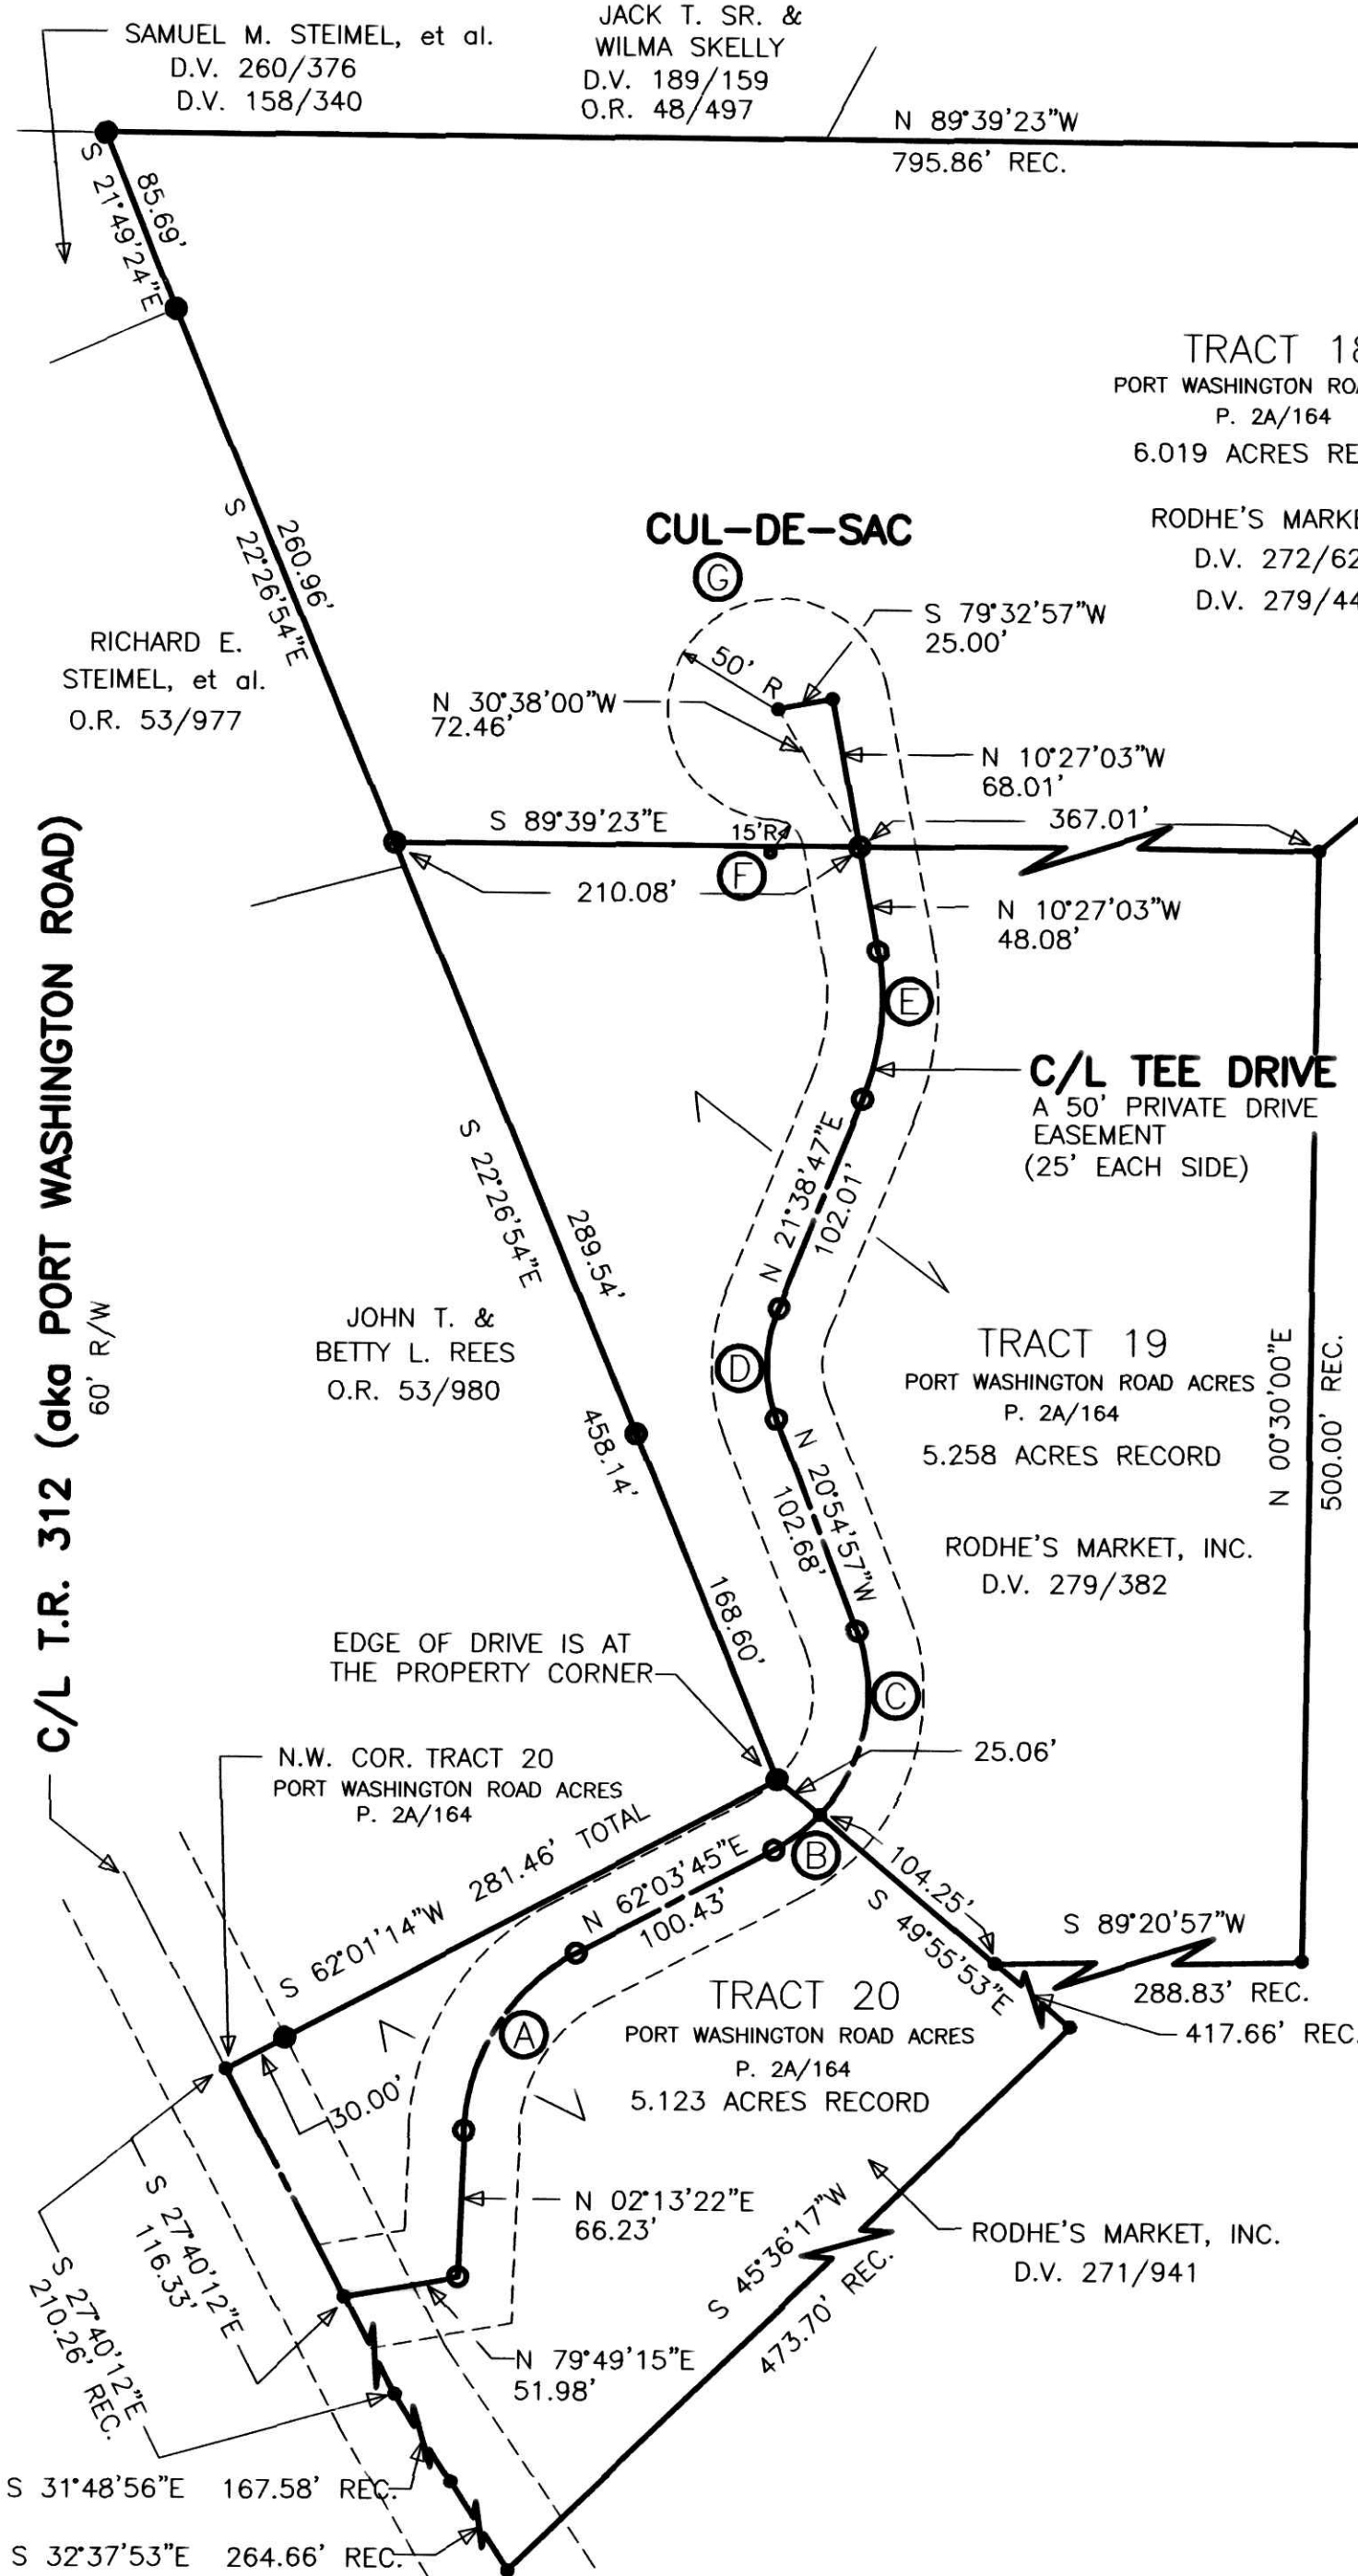 SAMUEL M. STEIMEL, et al.
D.V. 260/376
D.V. 158/340
JACK T. SR. &
WILMA SKELLY
D.V. 189/159
O.R. 48/497
N 89°39'23"W
795.86' REC.
85.69'
S 21°49'24"E
TRACT 18
PORT WASHINGTON
P. 2A/164
6.019 ACRES
RODHE'S
D.V. 272/62
D.V. 279/44
260.96'
S 22°26'54"E
CUL-DE-SAC
G
S 79°32'57"W
25.00'
50' R
RICHARD E.
STEIMEL, et al.
O.R. 53/977
N 30°38'00"W
72.46'
N 10°27'03"W
68.01'
S 89°39'23"E
15'R
367.01'
F
210.08'
N 10°27'03"W
48.08'
E
C/L T.R. 312 (aka PORT WASHINGTON ROAD)
60' R/W
C/L TEE DRIVE
A 50' PRIVATE DRIVE
EASEMENT
(25' EACH SIDE)
S 22°26'54"E
289.54'
N 21°38'47"E
102.01'
JOHN T. &
BETTY L. REES
O.R. 53/980
D
TRACT 19
PORT WASHINGTON ROAD ACRES
P. 2A/164
5.258 ACRES RECORD
N 00°30'00"E
500.00' REC.
458.14'
N 20°54'57"W
102.68'
RODHE'S MARKET, INC.
D.V. 279/382
168.60'
EDGE OF DRIVE IS AT
THE PROPERTY CORNER
C
25.06'
N.W. COR. TRACT 20
PORT WASHINGTON ROAD ACRES
P. 2A/164
S 62°01'14"W 281.46' TOTAL
B
104.25'
S 49°55'53"E
N 62°03'45"E
100.43'
S 89°20'57"W
288.83' REC.
417.66' REC.
A
TRACT 20
PORT WASHINGTON ROAD ACRES
P. 2A/164
5.123 ACRES RECORD
30.00'
S 27°40'12"E
116.33'
S 27°40'12"E
210.26' REC.
N 02°13'22"E
66.23'
S 45°36'17"W
473.70' REC.
RODHE'S MARKET, INC.
D.V. 271/941
N 79°49'15"E
51.98'
S 31°48'56"E 167.58' REC.
S 32°37'53"E 264.66' REC.